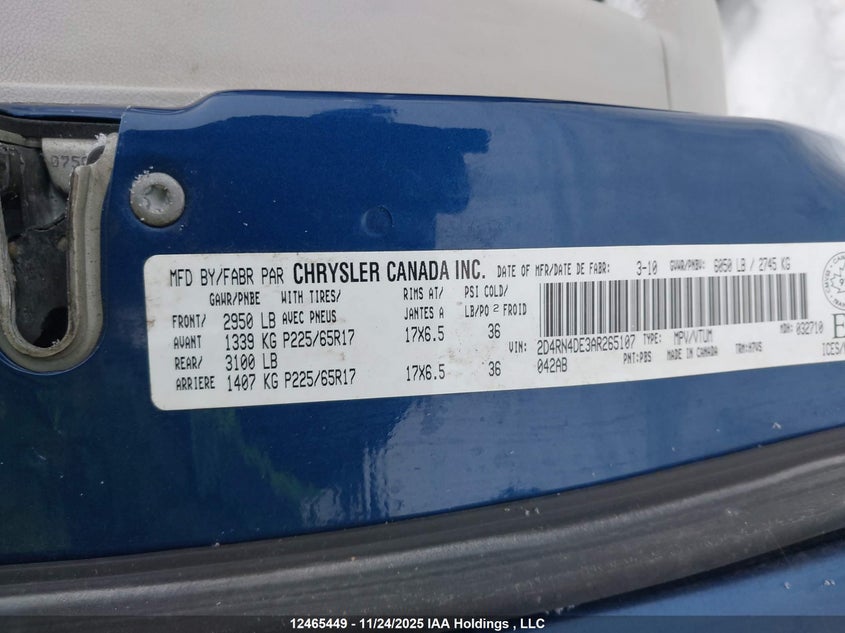 MFD BY/FABR PAR CHRYSLER CANADA INC. DATE OF MFR/DATE DE FABR: 3-10 GVWR/PNBV: 6050 LB / 2745 KG
GAWR/PNBE WITH TIRES/ RIMS AT/ PSI COLD/
FRONT/ 2950 LB AVEC PNEUS JANTES A LB/PO 2 FROID
AVANT 1339 KG P225/65R17 17X6.5 36
REAR/ 3100 LB
ARRIERE 1407 KG P225/65R17 17X6.5 36
VIN: 2D4RN4DE3AR265107 TYPE: MPV/VTUM MDH: 032710
042AB PNT:PBS MADE IN CANADA TRM:H7VS
12465449 - 11/24/2025 IAA Holdings , LLC